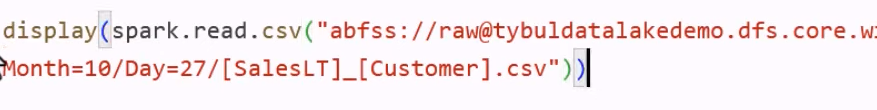 display(spark.read.csv("abfss://raw@tybuldatalakedemo.dfs.core.wi
Month=10/Day=27/[SalesLT]_[Customer].csv"))